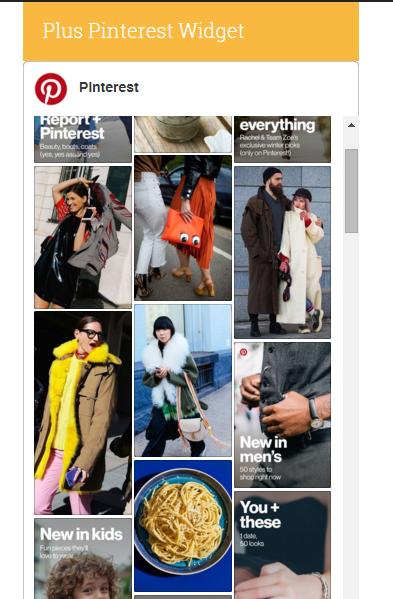 Plus Pinterest Widget
Pinterest
Report +
Pinterest
Beauty, boots, coats
(yes, yes and yes)
everything
Rachel & Team Zoe's
exclusive winter picks
(only on Pinterest!)
New in
men's
50 styles to
shop right now
New in kids
Fun pieces they'll
love to wear
You +
these
1 date,
50 looks